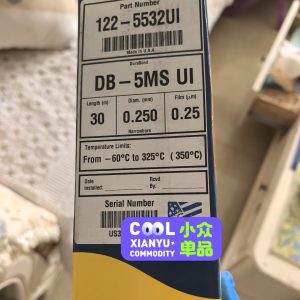 Part Number
122-5532UI
Made in U.S.A.
DuraBond
DB-5MS UI
Length (m) Diam. (mm) Film (μm)
30 0.250 0.25
Narrowbore
Temperature Limits:
From -60°C to 325°C (350°C)
Date Rcvd
Installed: By:
Serial Number
US3
COOL 小众
XIANYU· 单品
COMMODITY